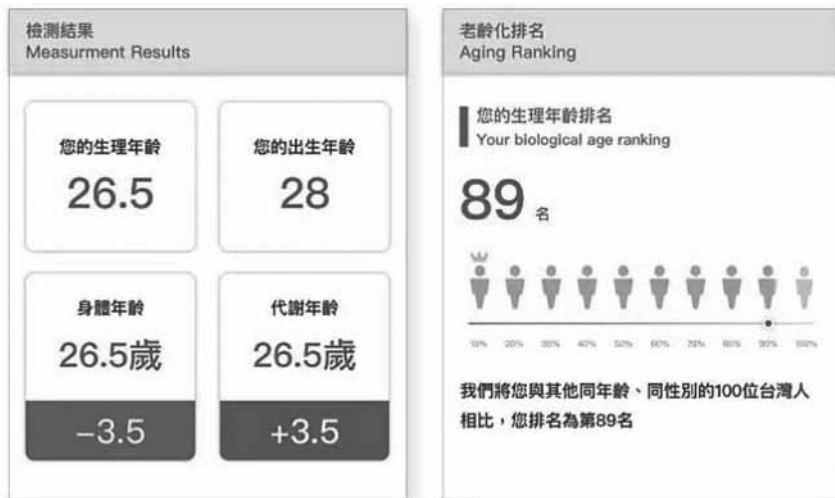 檢測結果
Measurment Results
您的生理年齡
26.5
您的出生年齡
28
身體年齡
26.5歲
-3.5
代謝年齡
26.5歲
+3.5
老齡化排名
Aging Ranking
您的生理年齡排名
Your biological age ranking
89 名
10% 20% 30% 40% 50% 60% 70% 80% 90% 100%
我們將您與其他同年齡、同性別的100位台灣人
相比，您排名為第89名